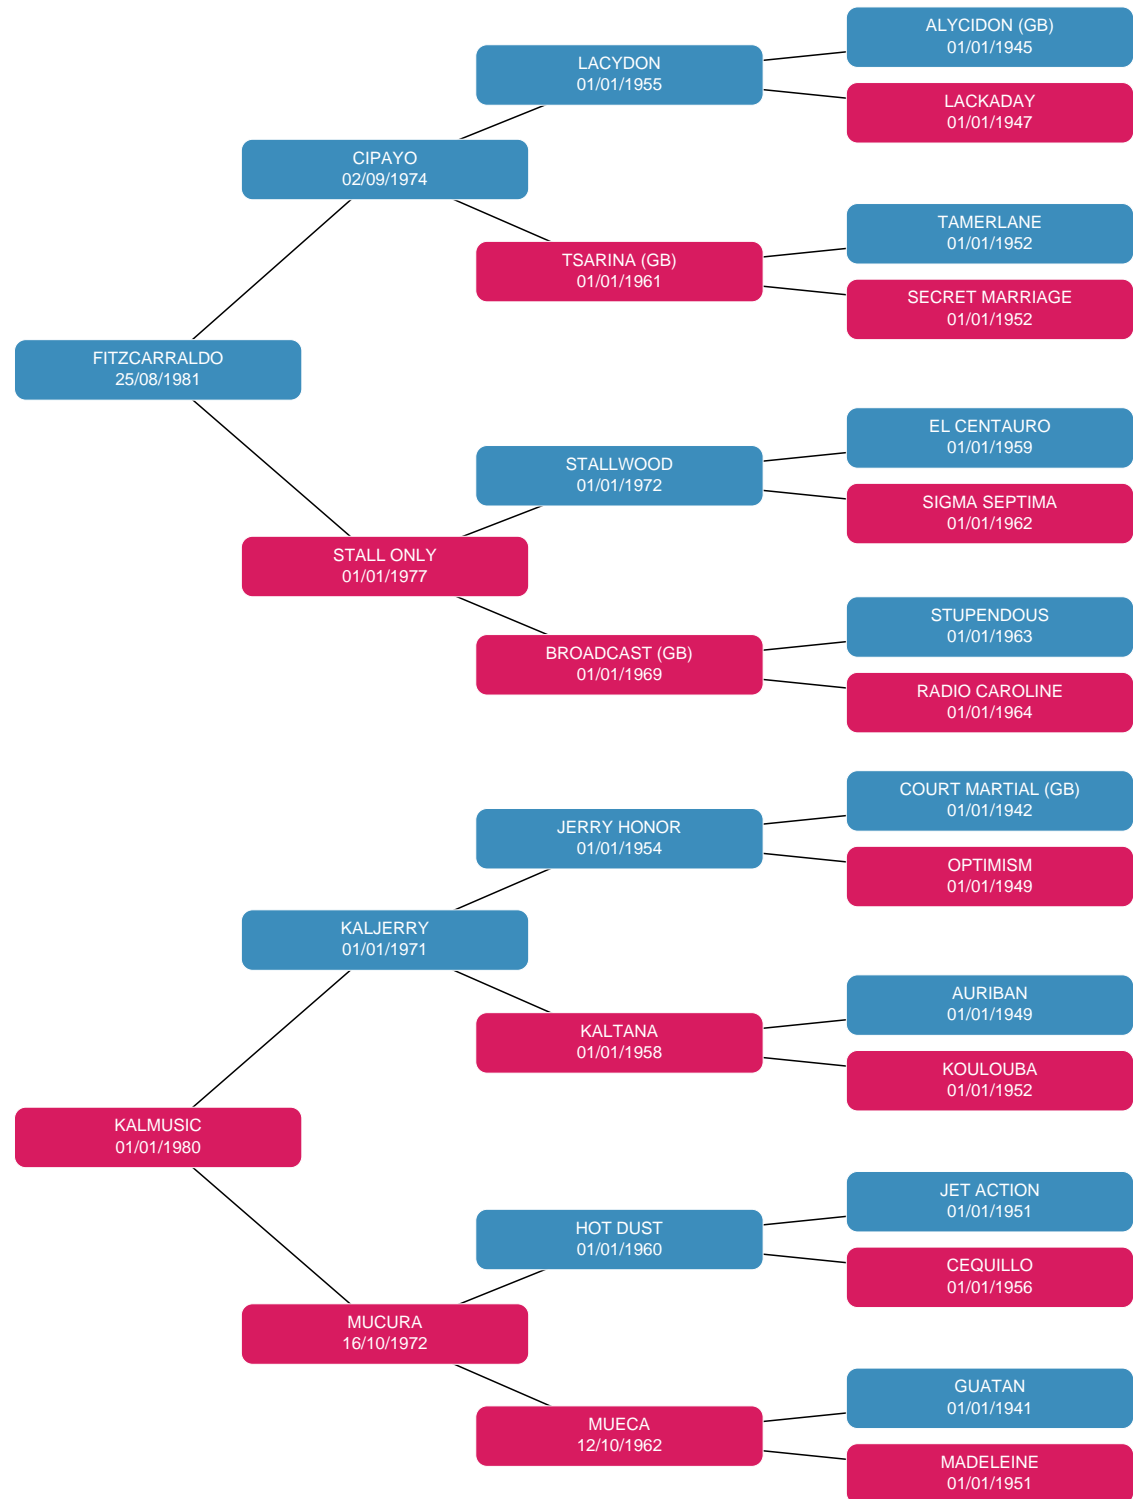 ALYCIDON (GB)
01/01/1945
LACYDON
01/01/1955
LACKADAY
01/01/1947
CIPAYO
02/09/1974
TAMERLANE
01/01/1952
TSARINA (GB)
01/01/1961
SECRET MARRIAGE
01/01/1952
FITZCARRALDO
25/08/1981
EL CENTAURO
01/01/1959
STALLWOOD
01/01/1972
SIGMA SEPTIMA
01/01/1962
STALL ONLY
01/01/1977
STUPENDOUS
01/01/1963
BROADCAST (GB)
01/01/1969
RADIO CAROLINE
01/01/1964
COURT MARTIAL (GB)
01/01/1942
JERRY HONOR
01/01/1954
OPTIMISM
01/01/1949
KALJERRY
01/01/1971
AURIBAN
01/01/1949
KALTANA
01/01/1958
KOULOUBA
01/01/1952
KALMUSIC
01/01/1980
JET ACTION
01/01/1951
HOT DUST
01/01/1960
CEQUILLO
01/01/1956
MUCURA
16/10/1972
GUATAN
01/01/1941
MUECA
12/10/1962
MADELEINE
01/01/1951